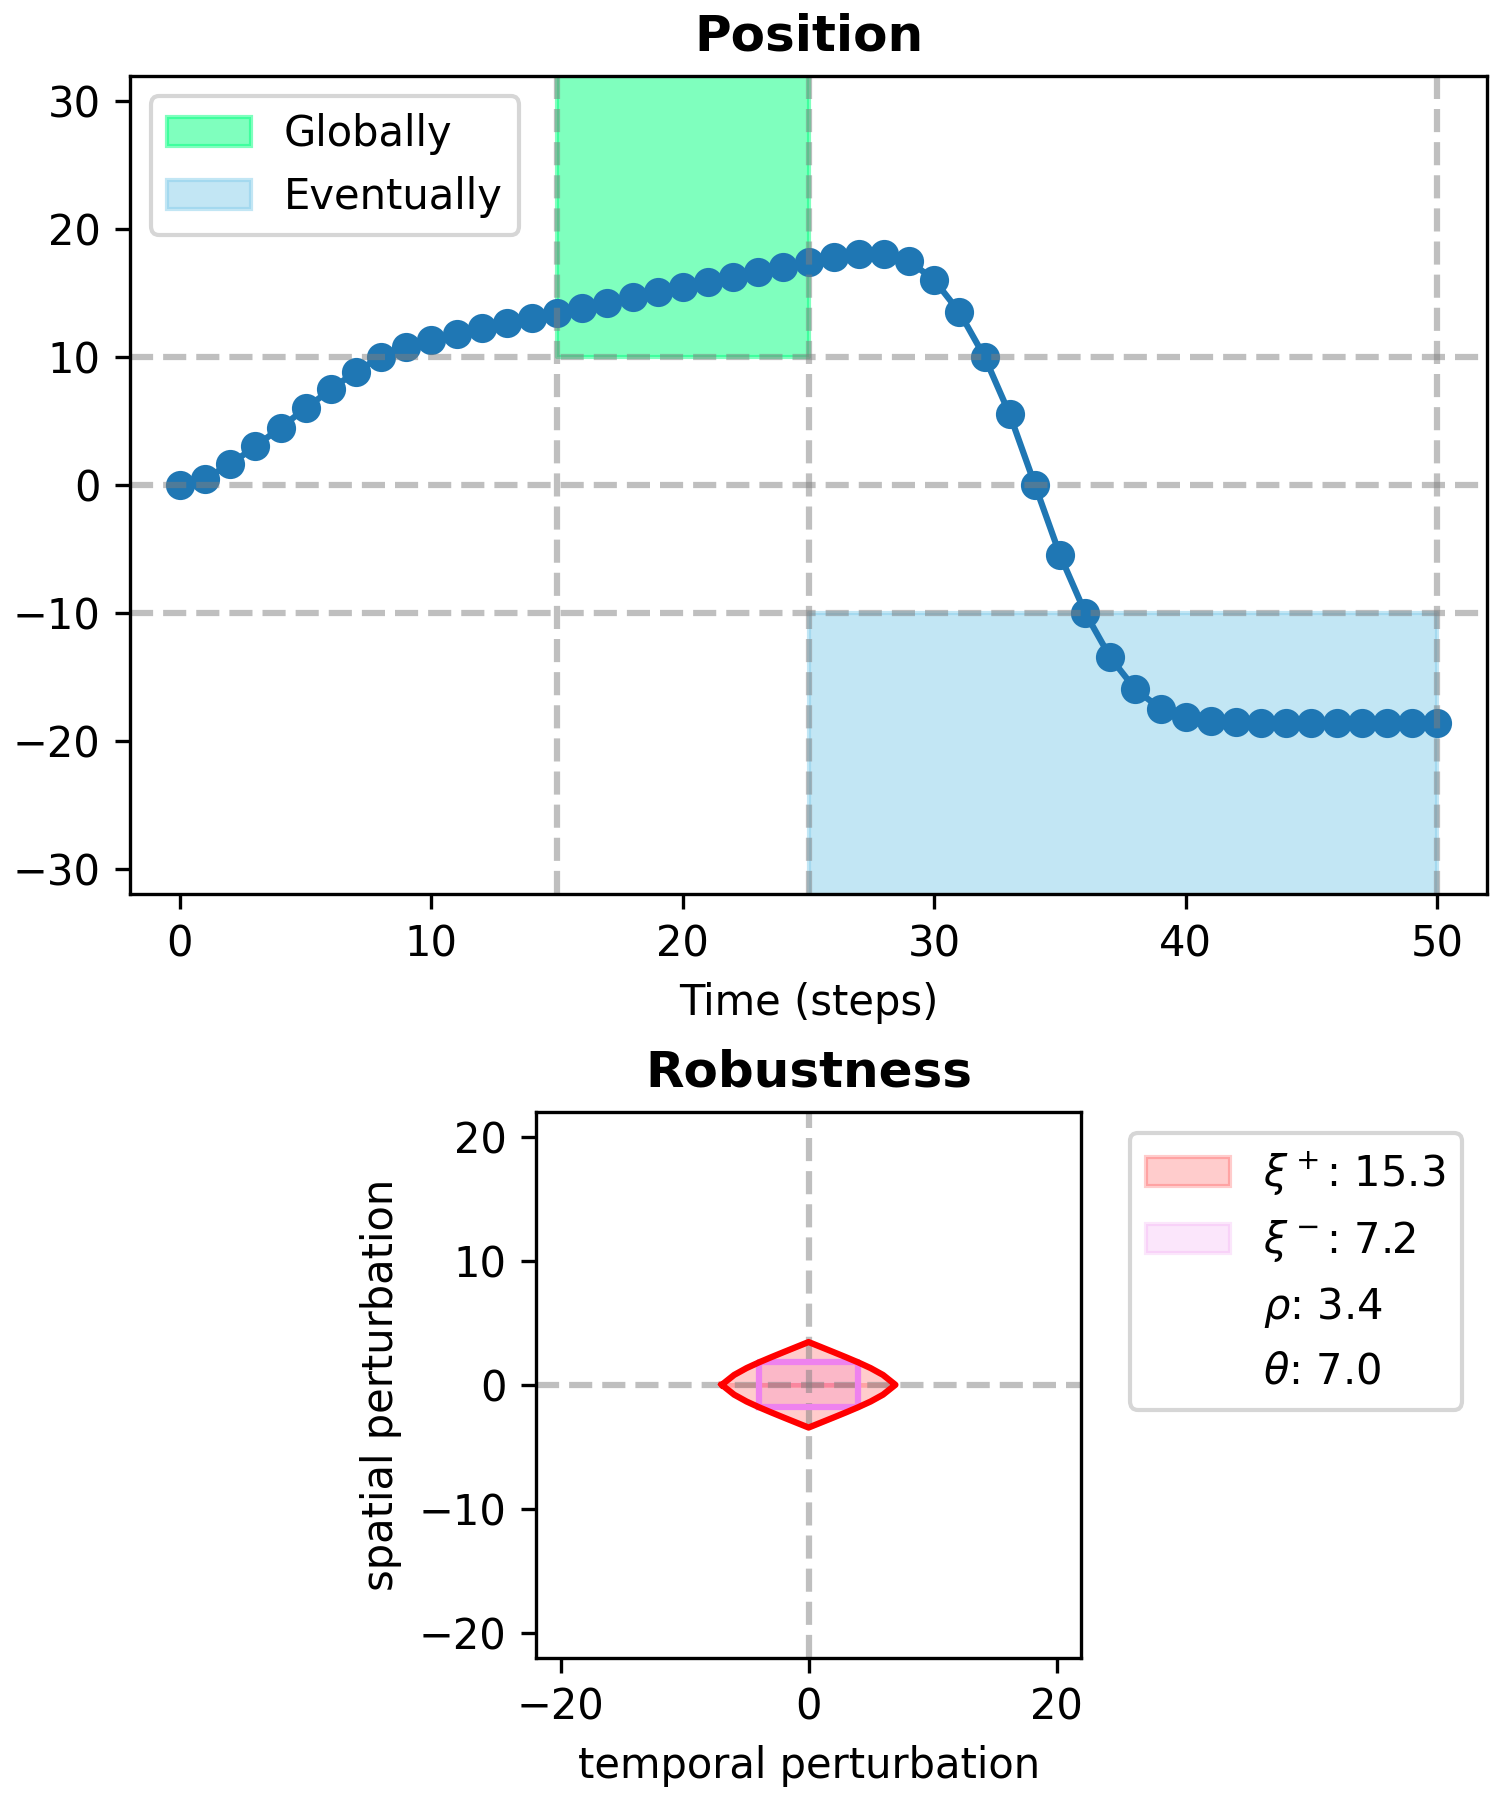 Position
30
20
10
0
−10
−20
−30
Globally
Eventually
0 10 20 30 40 50
Time (steps)
Robustness
20
10
0
−10
−20
spatial perturbation
−20 0 20
temporal perturbation
ξ⁺: 15.3
ξ⁻: 7.2
ρ: 3.4
θ: 7.0